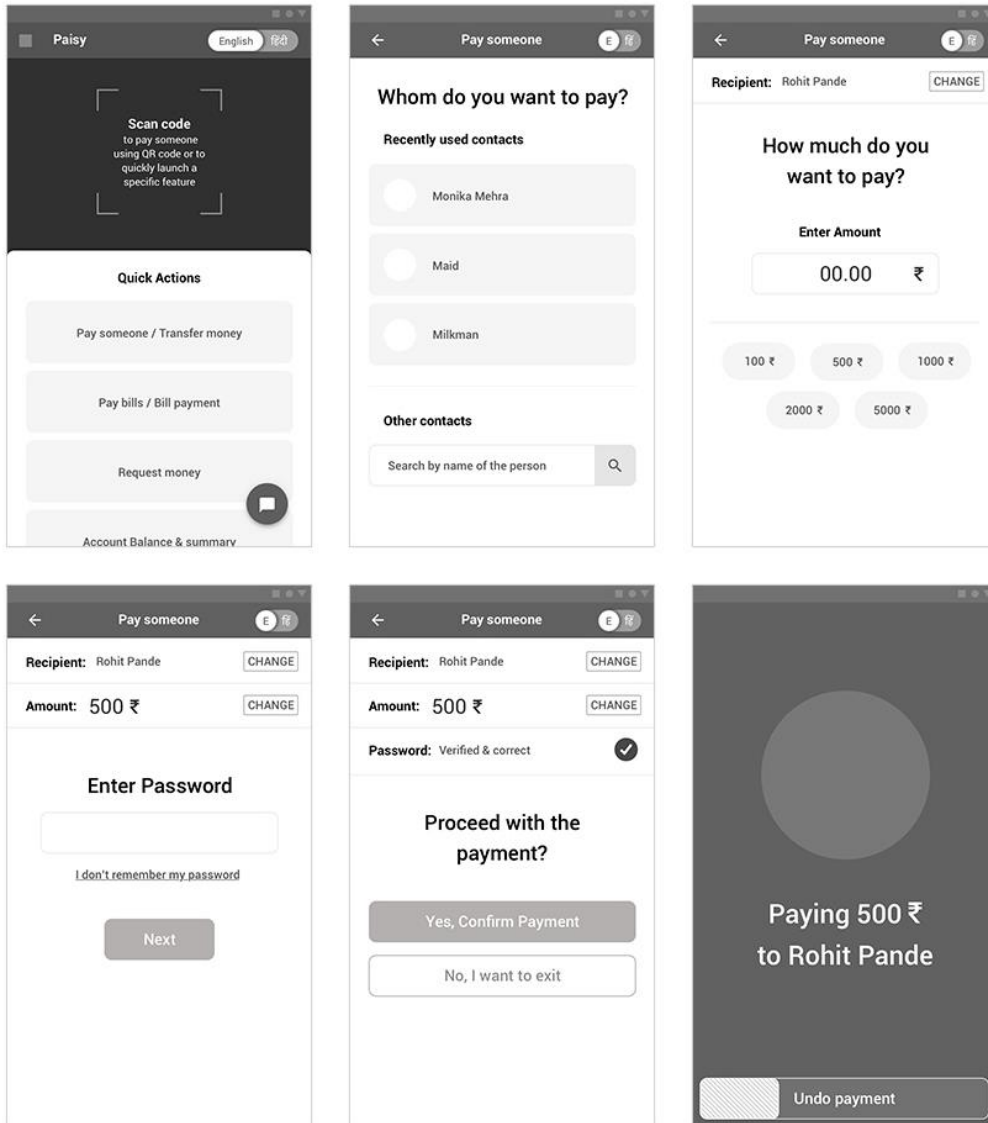 Paisy
English हिंदी
Scan code
to pay someone
using QR code or to
quickly launch a
specific feature
Quick Actions
Pay someone / Transfer money
Pay bills / Bill payment
Request money
Account Balance & summary
Pay someone
E हिं
Whom do you want to pay?
Recently used contacts
Monika Mehra
Maid
Milkman
Other contacts
Search by name of the person
Pay someone
E हिं
Recipient: Rohit Pande CHANGE
How much do you
want to pay?
Enter Amount
00.00 ₹
100 ₹ 500 ₹ 1000 ₹
2000 ₹ 5000 ₹
Pay someone
E हिं
Recipient: Rohit Pande CHANGE
Amount: 500 ₹ CHANGE
Enter Password
I don't remember my password
Next
Pay someone
E हिं
Recipient: Rohit Pande CHANGE
Amount: 500 ₹ CHANGE
Password: Verified & correct
Proceed with the
payment?
Yes, Confirm Payment
No, I want to exit
Paying 500 ₹
to Rohit Pande
Undo payment